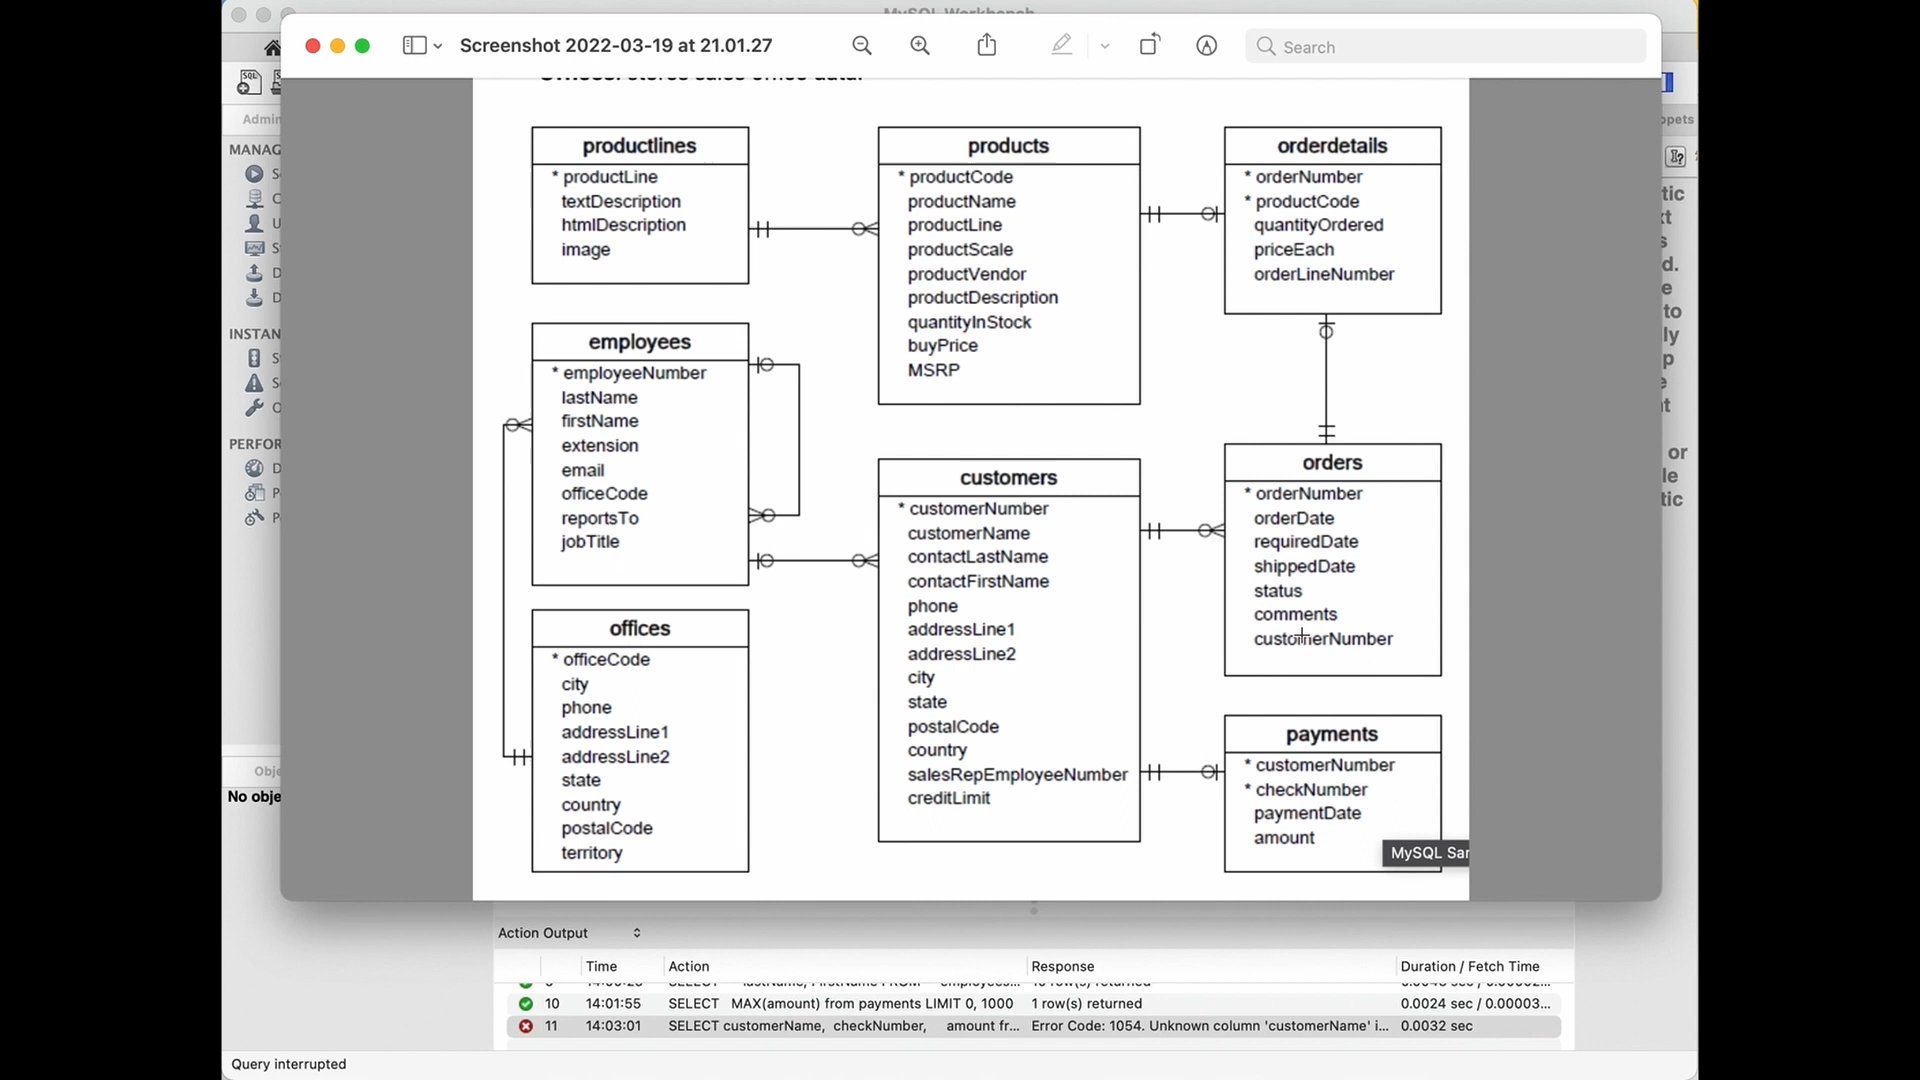 MySQL Workbench
Screenshot 2022-03-19 at 21.01.27
Search
SQL
Admin
MANAG
INSTAN
PERFOR
Obje
No obje
productlines
* productLine
textDescription
htmlDescription
image
products
* productCode
productName
productLine
productScale
productVendor
productDescription
quantityInStock
buyPrice
MSRP
orderdetails
* orderNumber
* productCode
quantityOrdered
priceEach
orderLineNumber
employees
* employeeNumber
lastName
firstName
extension
email
officeCode
reportsTo
jobTitle
customers
* customerNumber
customerName
contactLastName
contactFirstName
phone
addressLine1
addressLine2
city
state
postalCode
country
salesRepEmployeeNumber
creditLimit
orders
* orderNumber
orderDate
requiredDate
shippedDate
status
comments
customerNumber
offices
* officeCode
city
phone
addressLine1
addressLine2
state
country
postalCode
territory
payments
* customerNumber
* checkNumber
paymentDate
amount
MySQL Sar
Action Output
Time Action Response Duration / Fetch Time
10 14:01:55 SELECT MAX(amount) from payments LIMIT 0, 1000 1 row(s) returned 0.0024 sec / 0.00003...
11 14:03:01 SELECT customerName, checkNumber, amount fr... Error Code: 1054. Unknown column 'customerName' i... 0.0032 sec
Query interrupted